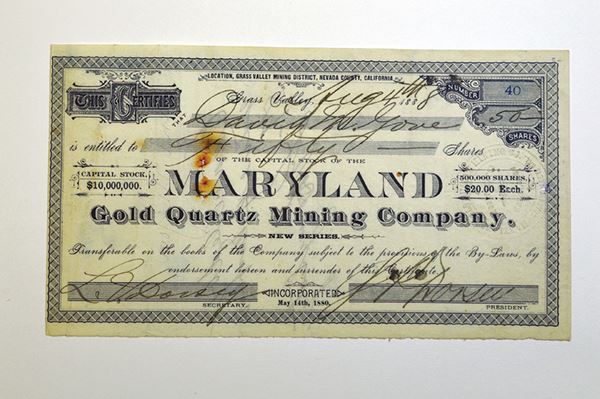 LOCATION, GRASS VALLEY MINING DISTRICT, NEVADA COUNTY, CALIFORNIA.
NUMBER 40
Grass Valley, Aug 188
THIS CERTIFIES THAT David
50 SHARES
is entitled to Fifty Shares
OF THE CAPITAL STOCK OF THE
CAPITAL STOCK, $10,000,000.
MARYLAND
500,000 SHARES, $20.00 Each.
Gold Quartz Mining Company.
NEW SERIES.
Transferable on the books of the Company subject to the provisions of the By-Laws, by
endorsement hereon and surrender of this Certificate
INCORPORATED
May 14th, 1880.
SECRETARY.
PRESIDENT.